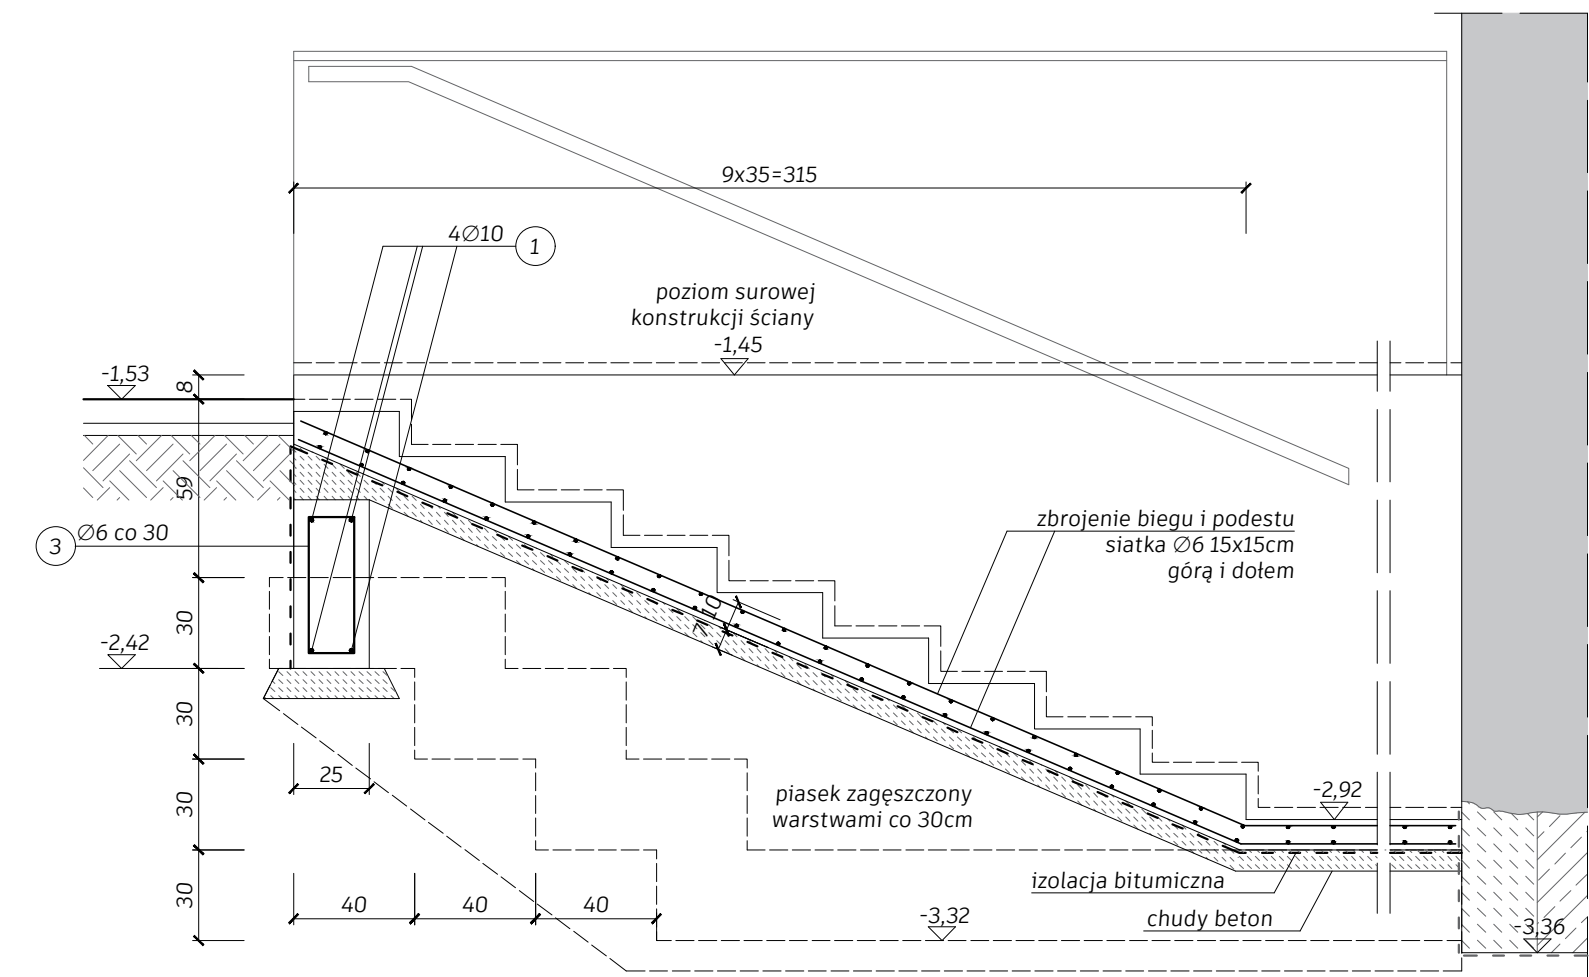 9x35=315
4∅10
1
poziom surowej
konstrukcji ściany
-1,45
-1,53
8
59
3
∅6 co 30
zbrojenie biegu i podestu
siatka ∅6 15x15cm
górą i dołem
10
7
30
-2,42
30
25
30
piasek zagęszczony
warstwami co 30cm
-2,92
30
40
40
40
izolacja bitumiczna
chudy beton
-3,32
-3,36